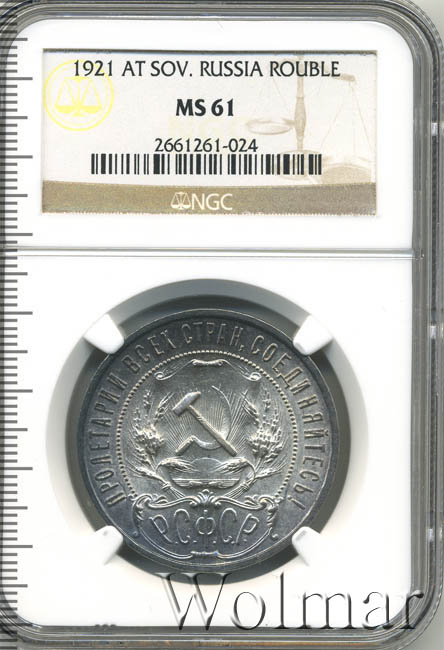 1921 AT SOV. RUSSIA ROUBLE
MS 61
2661261-024
NGC
ПРОЛЕТАРИИ ВСЕХ СТРАН, СОЕДИНЯЙТЕСЬ!
Р.С.Ф.С.Р.
Wolmar